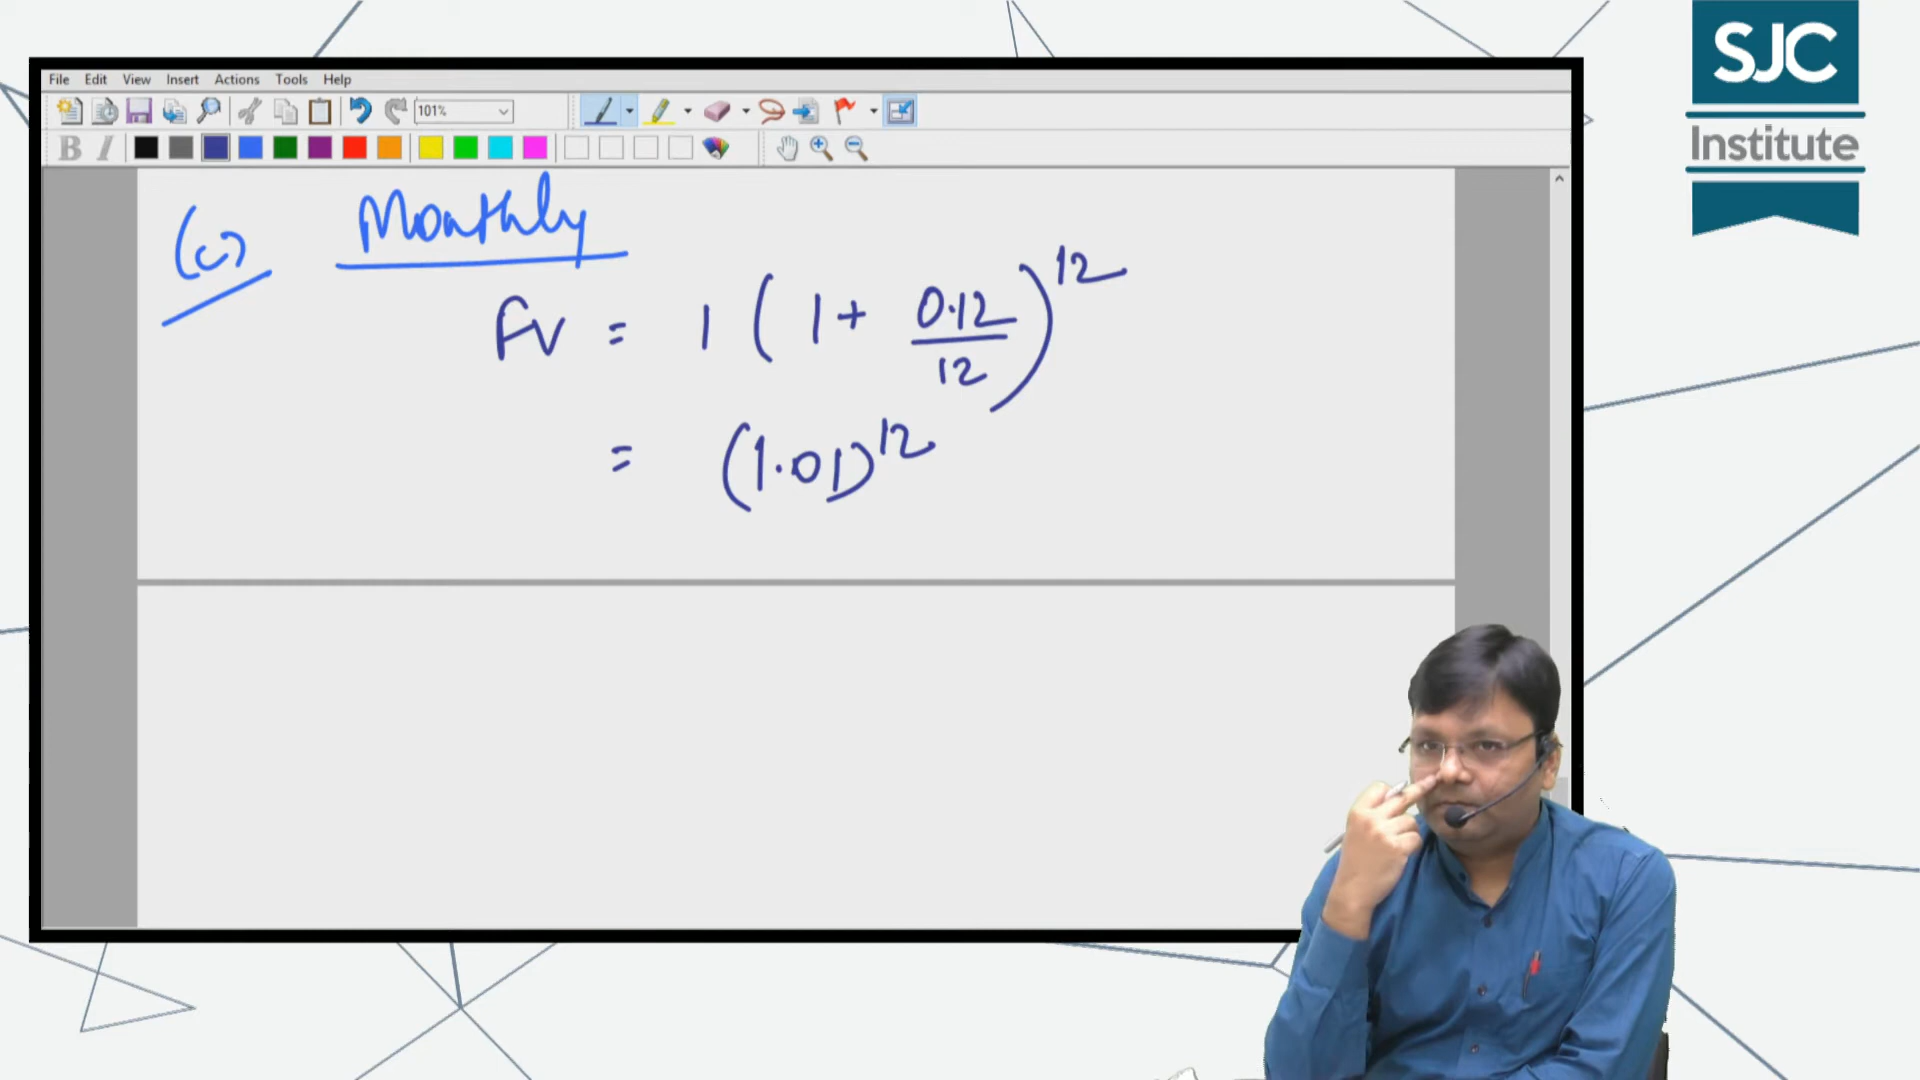 SJC
Institute
File Edit View Insert Actions Tools Help
101%
B I
(c) Monthly
FV = 1 ( 1 + 0.12/12 )^12
= (1.01)^12